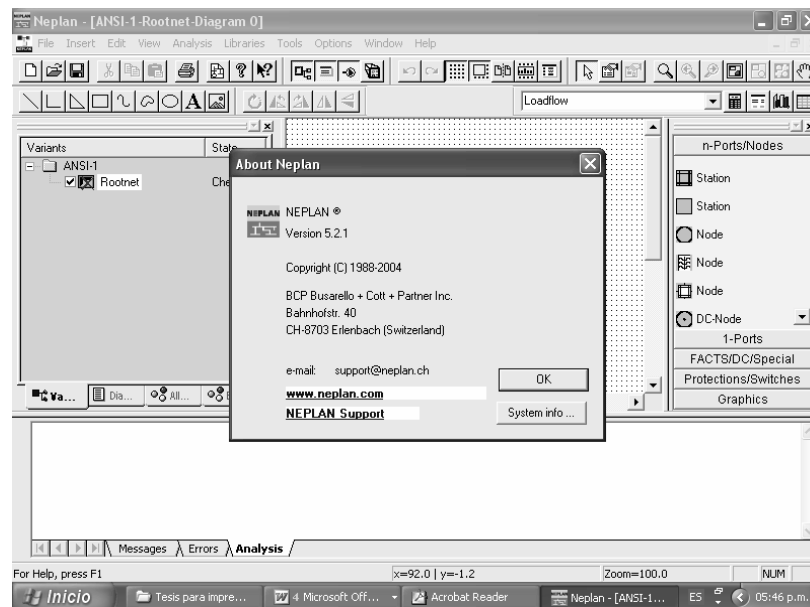 Neplan - [ANSI-1-Rootnet-Diagram 0]
File Insert Edit View Analysis Libraries Tools Options Window Help
Loadflow
Variants
ANSI-1
Rootnet
About Neplan
NEPLAN
NEPLAN ®
Version 5.2.1
Copyright (C) 1988-2004
BCP Busarello + Cott + Partner Inc.
Bahnhofstr. 40
CH-8703 Erlenbach (Switzerland)
e-mail: support@neplan.ch
www.neplan.com
NEPLAN Support
OK
System info ...
n-Ports/Nodes
Station
Station
Node
Node
Node
DC-Node
1-Ports
FACTS/DC/Special
Protections/Switches
Graphics
Va... Dia... All...
Messages Errors Analysis
For Help, press F1 x=92.0 | y=-1.2 Zoom=100.0 NUM
Inicio Tesis para impre... 4 Microsoft Off... Acrobat Reader Neplan - [ANSI-1... ES 05:46 p.m.